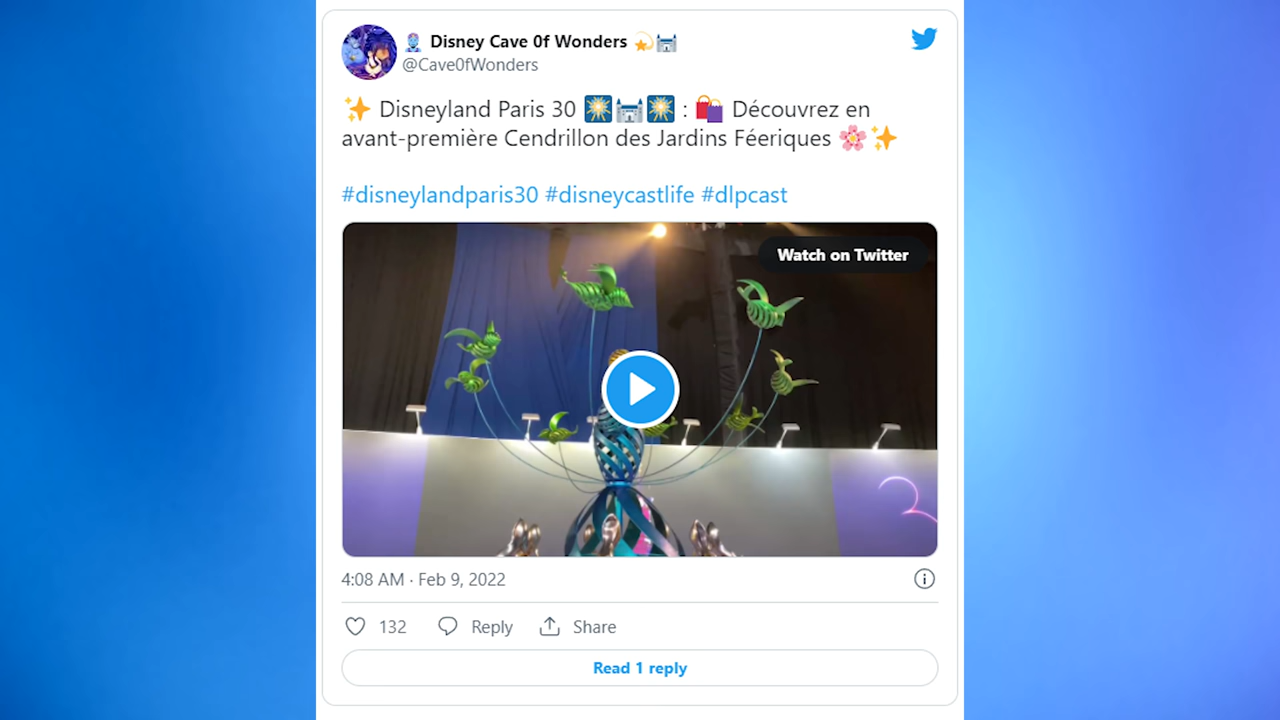 Disney Cave 0f Wonders
@Cave0fWonders
Disneyland Paris 30 : Découvrez en
avant-première Cendrillon des Jardins Féeriques
#disneylandparis30 #disneycastlife #dlpcast
Watch on Twitter
4:08 AM · Feb 9, 2022
132 Reply Share
Read 1 reply